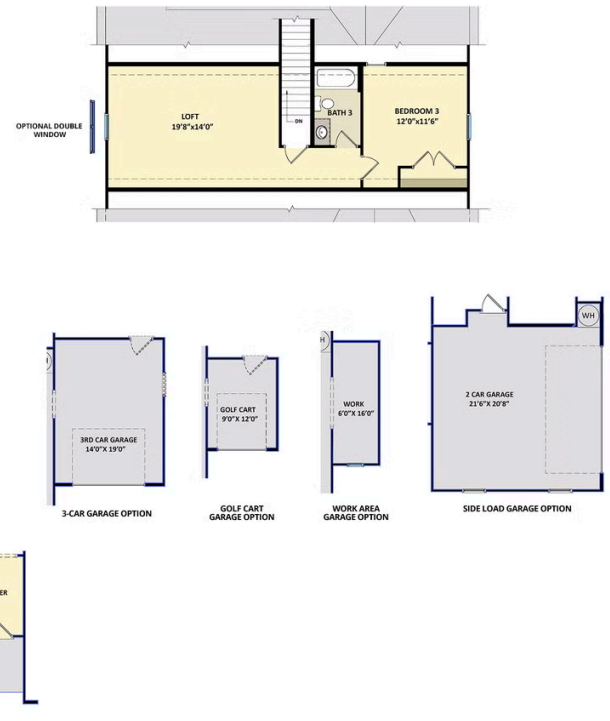 OPTIONAL DOUBLE
WINDOW
LOFT
19'8"x14'0"
DN
BATH 3
BEDROOM 3
12'0"x11'6"
3RD CAR GARAGE
14'0"X 19'0"
3-CAR GARAGE OPTION
GOLF CART
9'0"X 12'0"
GOLF CART
GARAGE OPTION
H
WORK
6'0"X 16'0"
WORK AREA
GARAGE OPTION
WH
2 CAR GARAGE
21'6"X 20'8"
SIDE LOAD GARAGE OPTION
ER